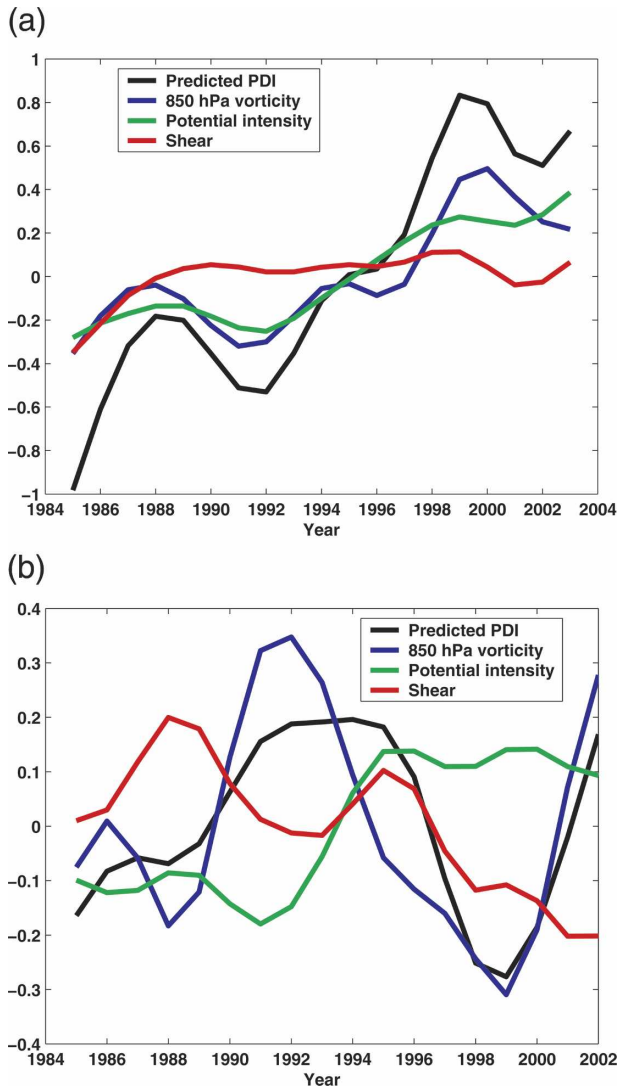 (a)
1
Predicted PDI
0.8
850 hPa vorticity
Potential intensity
0.6
Shear
0.4
0.2
0
−0.2
−0.4
−0.6
−0.8
−1
1984 1986 1988 1990 1992 1994 1996 1998 2000 2002 2004
Year
(b)
0.4
Predicted PDI
0.3
850 hPa vorticity
Potential intensity
Shear
0.2
0.1
0
−0.1
−0.2
−0.3
−0.4
1984 1986 1988 1990 1992 1994 1996 1998 2000 2002
Year